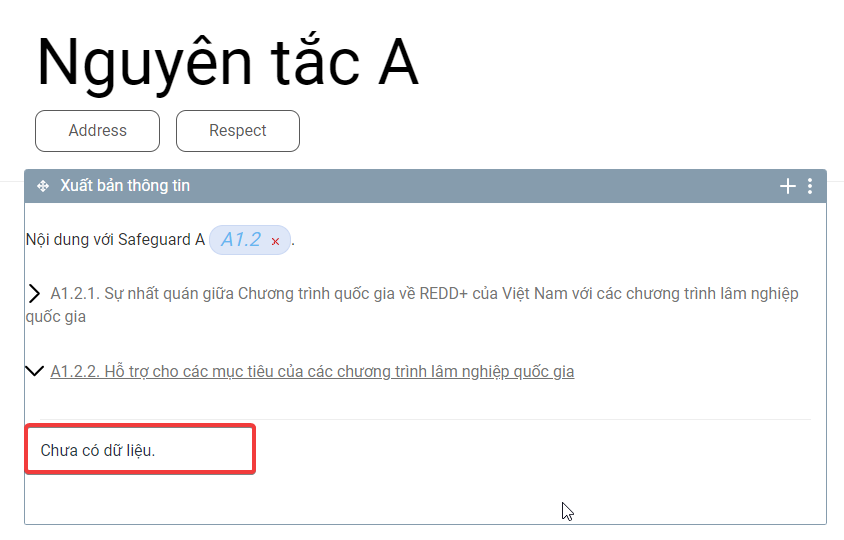 Nguyên tắc A
Address Respect
Xuất bản thông tin
Nội dung với Safeguard A A1.2 x.
A1.2.1. Sự nhất quán giữa Chương trình quốc gia về REDD+ của Việt Nam với các chương trình lâm nghiệp
quốc gia
A1.2.2. Hỗ trợ cho các mục tiêu của các chương trình lâm nghiệp quốc gia
Chưa có dữ liệu.